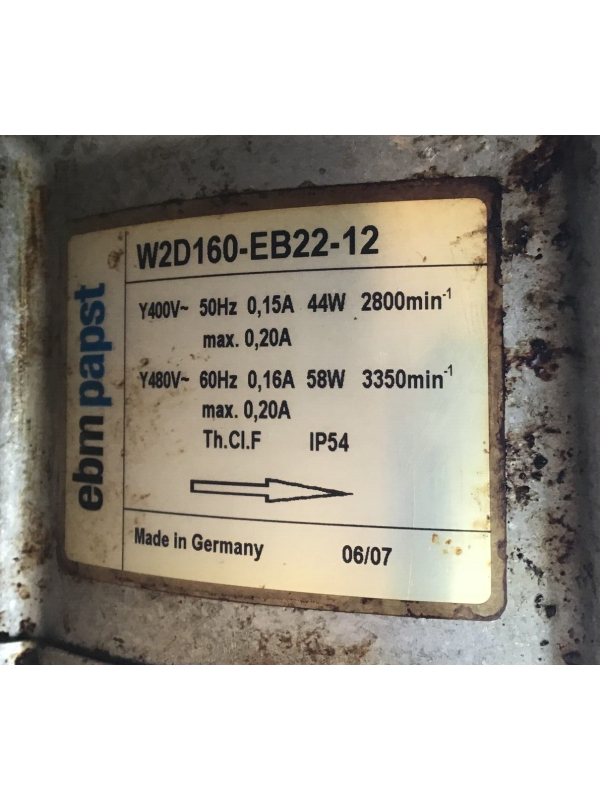 ebmpapst
W2D160-EB22-12
Y400V~ 50Hz 0,15A 44W 2800min⁻¹
max. 0,20A
Y480V~ 60Hz 0,16A 58W 3350min⁻¹
max. 0,20A
Th.Cl.F IP54
Made in Germany 06/07